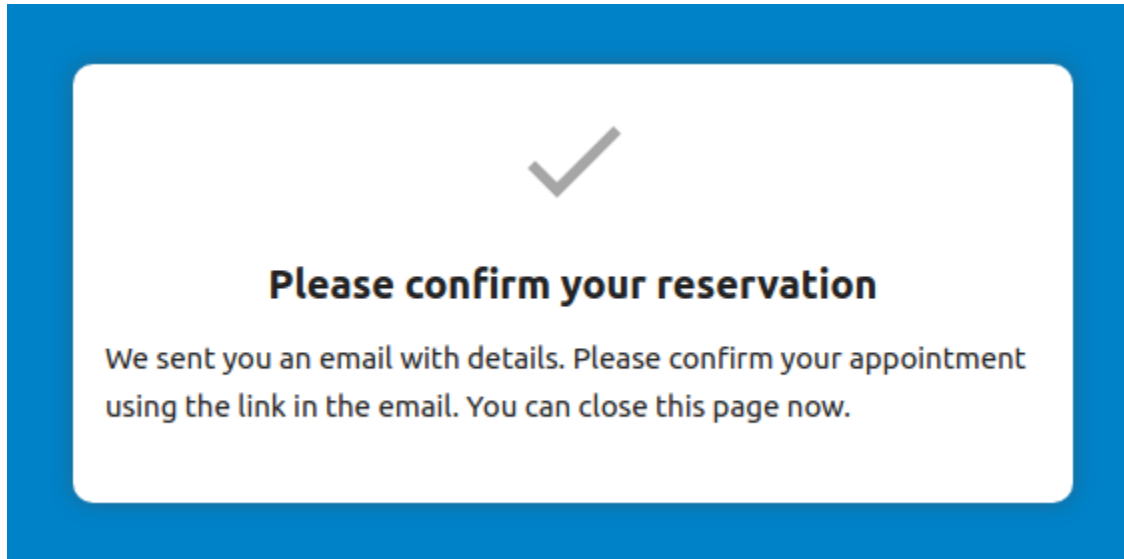 Please confirm your reservation
We sent you an email with details. Please confirm your appointment
using the link in the email. You can close this page now.